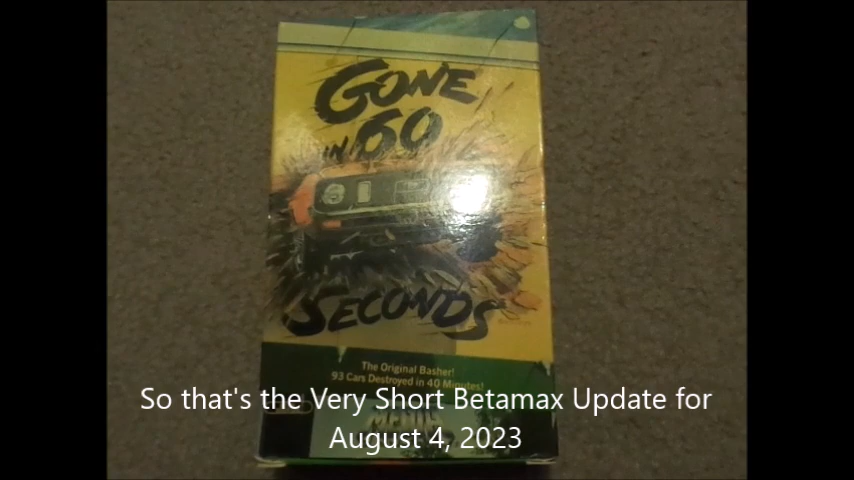 GONE
IN 60
SECONDS
The Original Basher!
93 Cars Destroyed in 40 Minutes!
So that's the Very Short Betamax Update for
August 4, 2023